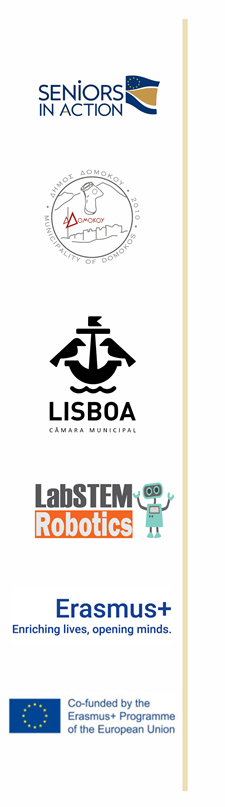 SENiORS
IN ACTION
ΔΗΜΟΣ ΔΟΜΟΚΟΥ • 2010 •
MUNICIPALITY OF DOMOKOS
ΔΔΟΜΟΚΟΥ
LISBOA
CÂMARA MUNICIPAL
LabSTEM
Robotics
Erasmus+
Enriching lives, opening minds.
Co-funded by the
Erasmus+ Programme
of the European Union